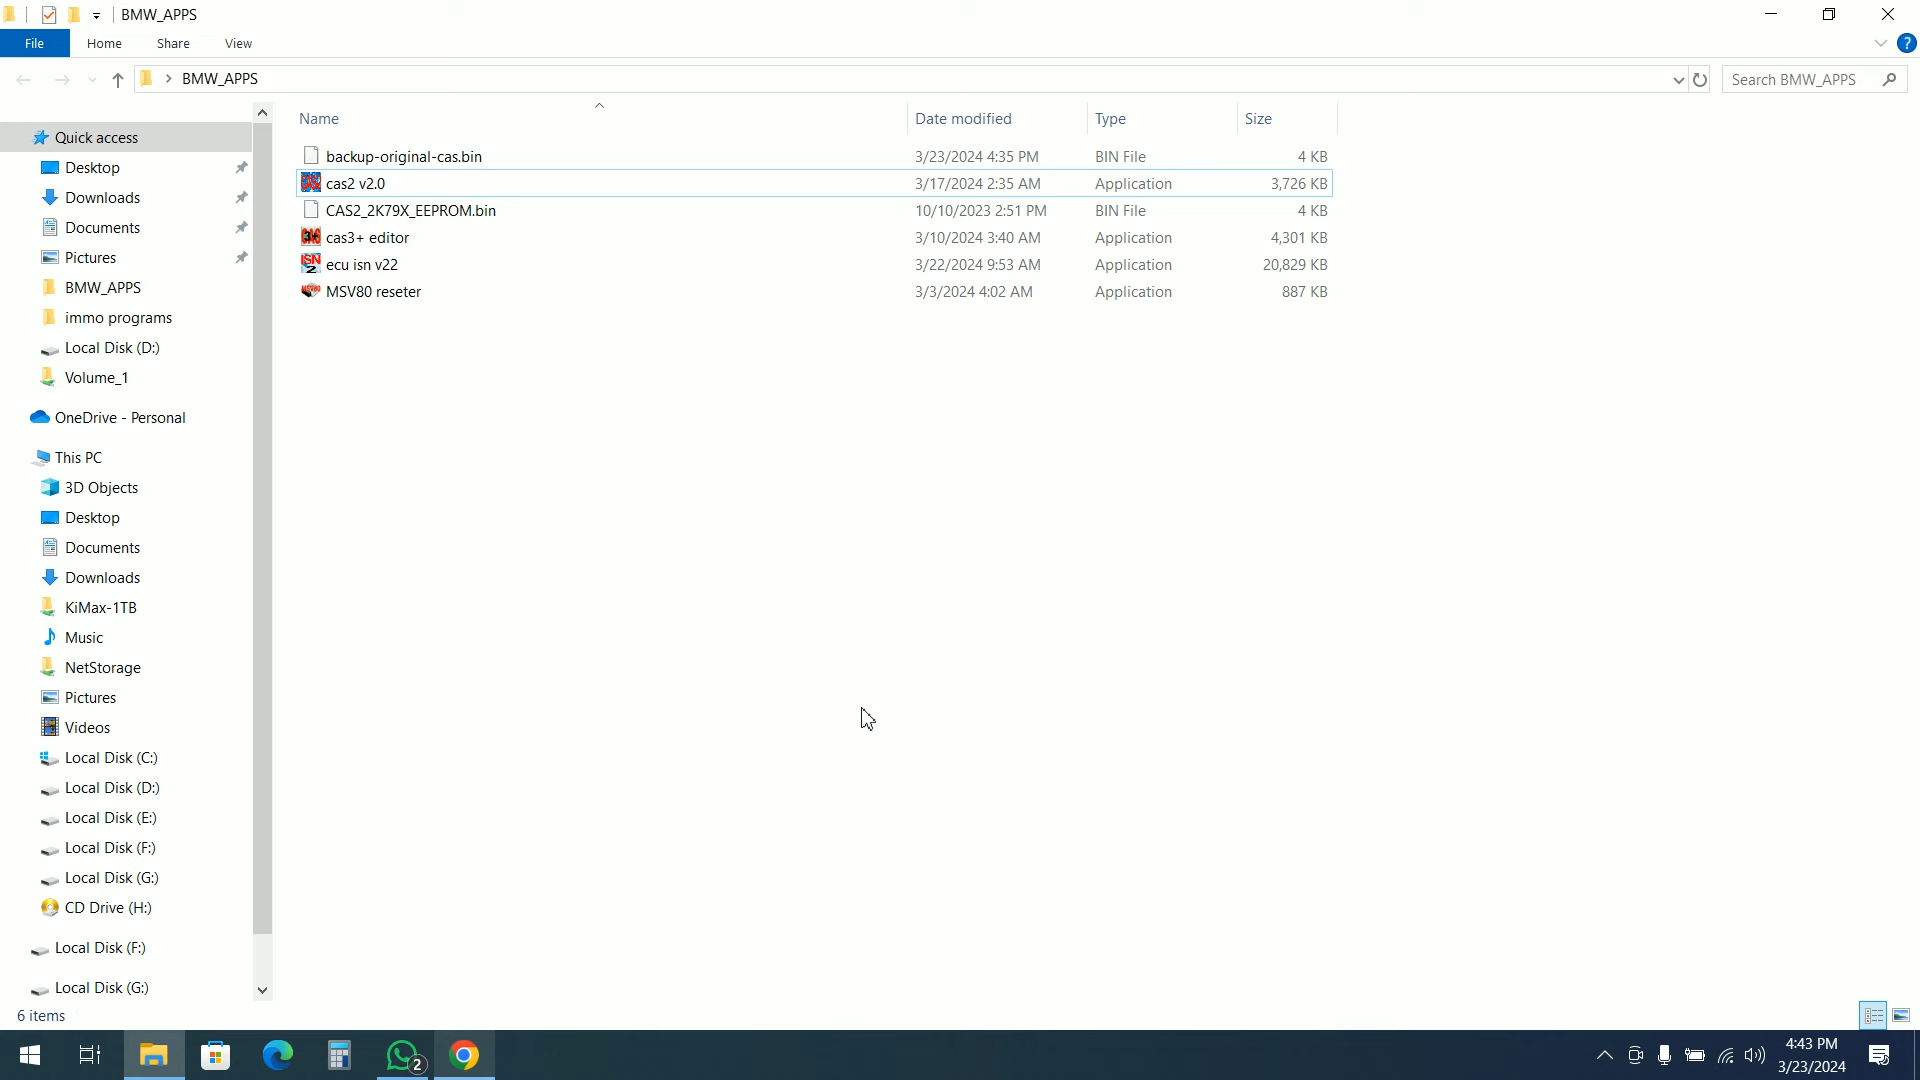 BMW_APPS
File Home Share View ?
BMW_APPS Search BMW_APPS
Name Date modified Type Size
Quick access
Desktop
Downloads
Documents
Pictures
BMW_APPS
immo programs
Local Disk (D:)
Volume_1
OneDrive - Personal
This PC
3D Objects
Desktop
Documents
Downloads
KiMax-1TB
Music
NetStorage
Pictures
Videos
Local Disk (C:)
Local Disk (D:)
Local Disk (E:)
Local Disk (F:)
Local Disk (G:)
CD Drive (H:)
Local Disk (F:)
Local Disk (G:)
backup-original-cas.bin 3/23/2024 4:35 PM BIN File 4 KB
cas2 v2.0 3/17/2024 2:35 AM Application 3,726 KB
CAS2_2K79X_EEPROM.bin 10/10/2023 2:51 PM BIN File 4 KB
cas3+ editor 3/10/2024 3:40 AM Application 4,301 KB
ecu isn v22 3/22/2024 9:53 AM Application 20,829 KB
MSV80 reseter 3/3/2024 4:02 AM Application 887 KB
6 items
2
4:43 PM
3/23/2024